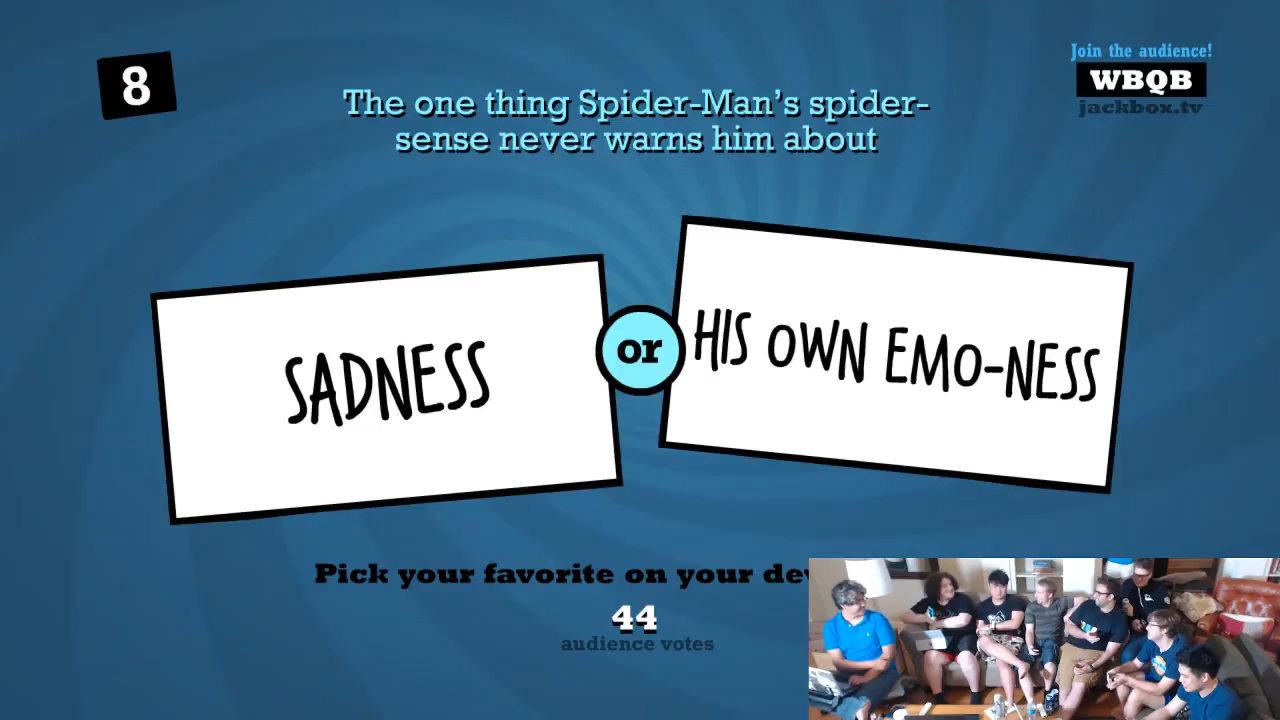 8
Join the audience!
WBQB
jackbox.tv
The one thing Spider-Man's spider-
sense never warns him about
SADNESS
or
HIS OWN EMO-NESS
Pick your favorite on your
44
audience votes